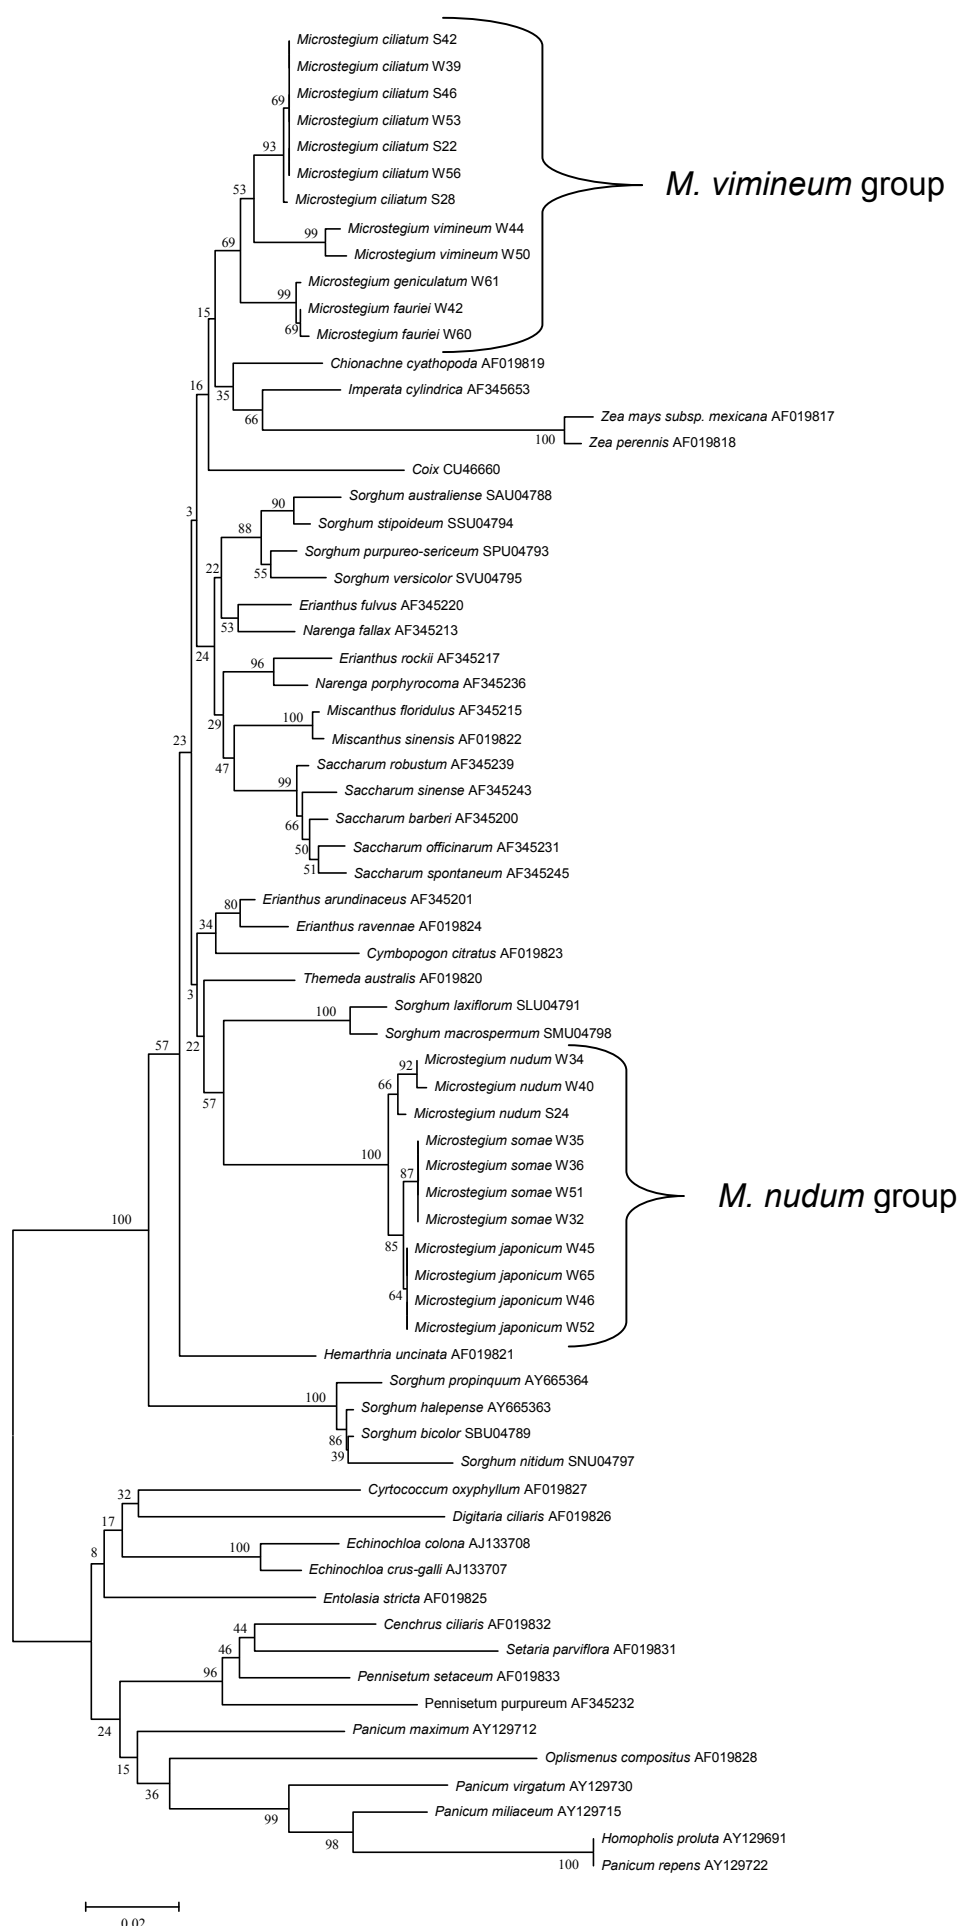 Microstegium ciliatum S42
Microstegium ciliatum W39
Microstegium ciliatum S46
69
Microstegium ciliatum W53
93
Microstegium ciliatum S22
Microstegium ciliatum W56
M. vimineum group
53
Microstegium ciliatum S28
99
Microstegium vimineum W44
69
Microstegium vimineum W50
Microstegium geniculatum W61
99
Microstegium fauriei W42
15
69
Microstegium fauriei W60
Chionachne cyathopoda AF019819
16
Imperata cylindrica AF345653
35
66
Zea mays subsp. mexicana AF019817
100
Zea perennis AF019818
Coix CU46660
Sorghum australiense SAU04788
90
3
Sorghum stipoideum SSU04794
88
Sorghum purpureo-sericeum SPU04793
22
55
Sorghum versicolor SVU04795
Erianthus fulvus AF345220
53
Narenga fallax AF345213
24
Erianthus rockii AF345217
96
Narenga porphyrocoma AF345236
Miscanthus floridulus AF345215
29
100
23
Miscanthus sinensis AF019822
47
Saccharum robustum AF345239
99
Saccharum sinense AF345243
66
Saccharum barberi AF345200
50
Saccharum officinarum AF345231
51
Saccharum spontaneum AF345245
80
Erianthus arundinaceus AF345201
34
Erianthus ravennae AF019824
Cymbopogon citratus AF019823
3
Themeda australis AF019820
100
Sorghum laxiflorum SLU04791
Sorghum macrospermum SMU04798
57
22
92
Microstegium nudum W34
66
Microstegium nudum W40
57
Microstegium nudum S24
Microstegium somae W35
100
Microstegium somae W36
87
Microstegium somae W51
M. nudum group
100
Microstegium somae W32
85
Microstegium japonicum W45
Microstegium japonicum W65
64
Microstegium japonicum W46
Microstegium japonicum W52
Hemarthria uncinata AF019821
Sorghum propinquum AY665364
100
Sorghum halepense AY665363
86
Sorghum bicolor SBU04789
39
Sorghum nitidum SNU04797
32
Cyrtococcum oxyphyllum AF019827
17
Digitaria ciliaris AF019826
8
100
Echinochloa colona AJ133708
Echinochloa crus-galli AJ133707
Entolasia stricta AF019825
44
Cenchrus ciliaris AF019832
46
Setaria parviflora AF019831
96
Pennisetum setaceum AF019833
Pennisetum purpureum AF345232
24
Panicum maximum AY129712
15
Oplismenus compositus AF019828
36
Panicum virgatum AY129730
99
Panicum miliaceum AY129715
98
Homopholis proluta AY129691
100
Panicum repens AY129722
0.02